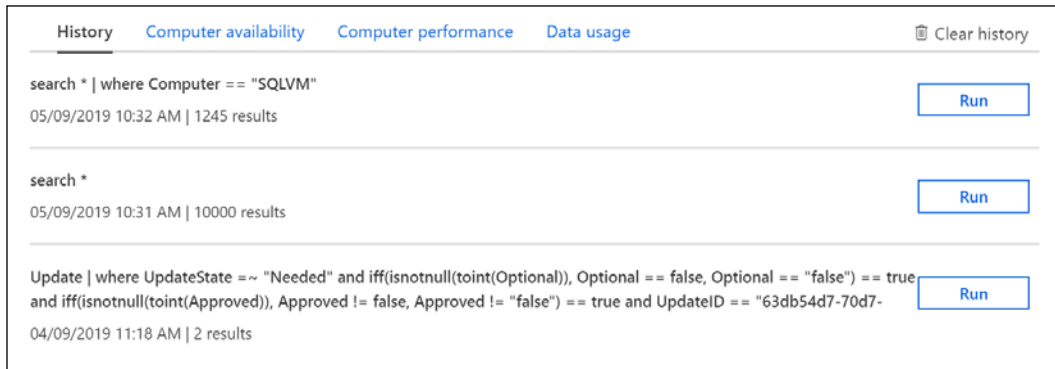 History Computer availability Computer performance Data usage Clear history
search * | where Computer == "SQLVM"
Run
05/09/2019 10:32 AM | 1245 results
search *
Run
05/09/2019 10:31 AM | 10000 results
Update | where UpdateState =~ "Needed" and iff(isnotnull(toint(Optional)), Optional == false, Optional == "false") == true
and iff(isnotnull(toint(Approved)), Approved != false, Approved != "false") == true and UpdateID == "63db54d7-70d7-
Run
04/09/2019 11:18 AM | 2 results